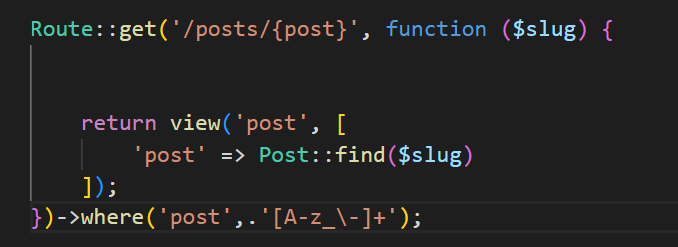 Route::get('/posts/{post}', function ($slug) {
return view('post', [
'post' => Post::find($slug)
]);
})->where('post',.'[A-z_\-]+');